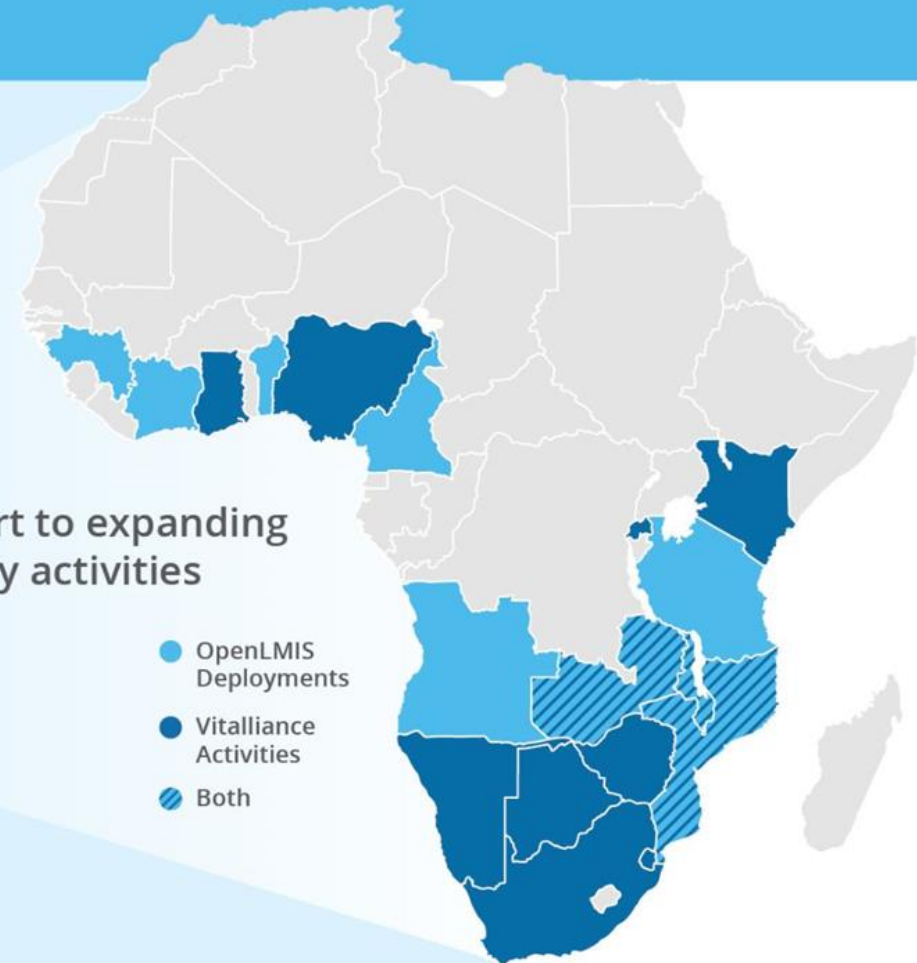 rt to expanding
y activities
OpenLMIS
Deployments
Vitalliance
Activities
Both